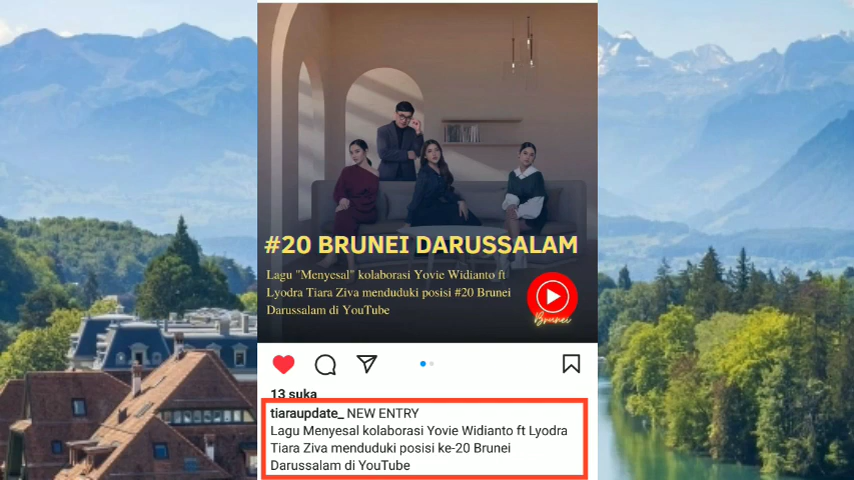 #20 BRUNEI DARUSSALAM
Lagu "Menyesal" kolaborasi Yovie Widianto ft
Lyodra Tiara Ziva menduduki posisi #20 Brunei
Darussalam di YouTube
Brunei
13 suka
tiaraupdate_ NEW ENTRY
Lagu Menyesal kolaborasi Yovie Widianto ft Lyodra
Tiara Ziva menduduki posisi ke-20 Brunei
Darussalam di YouTube